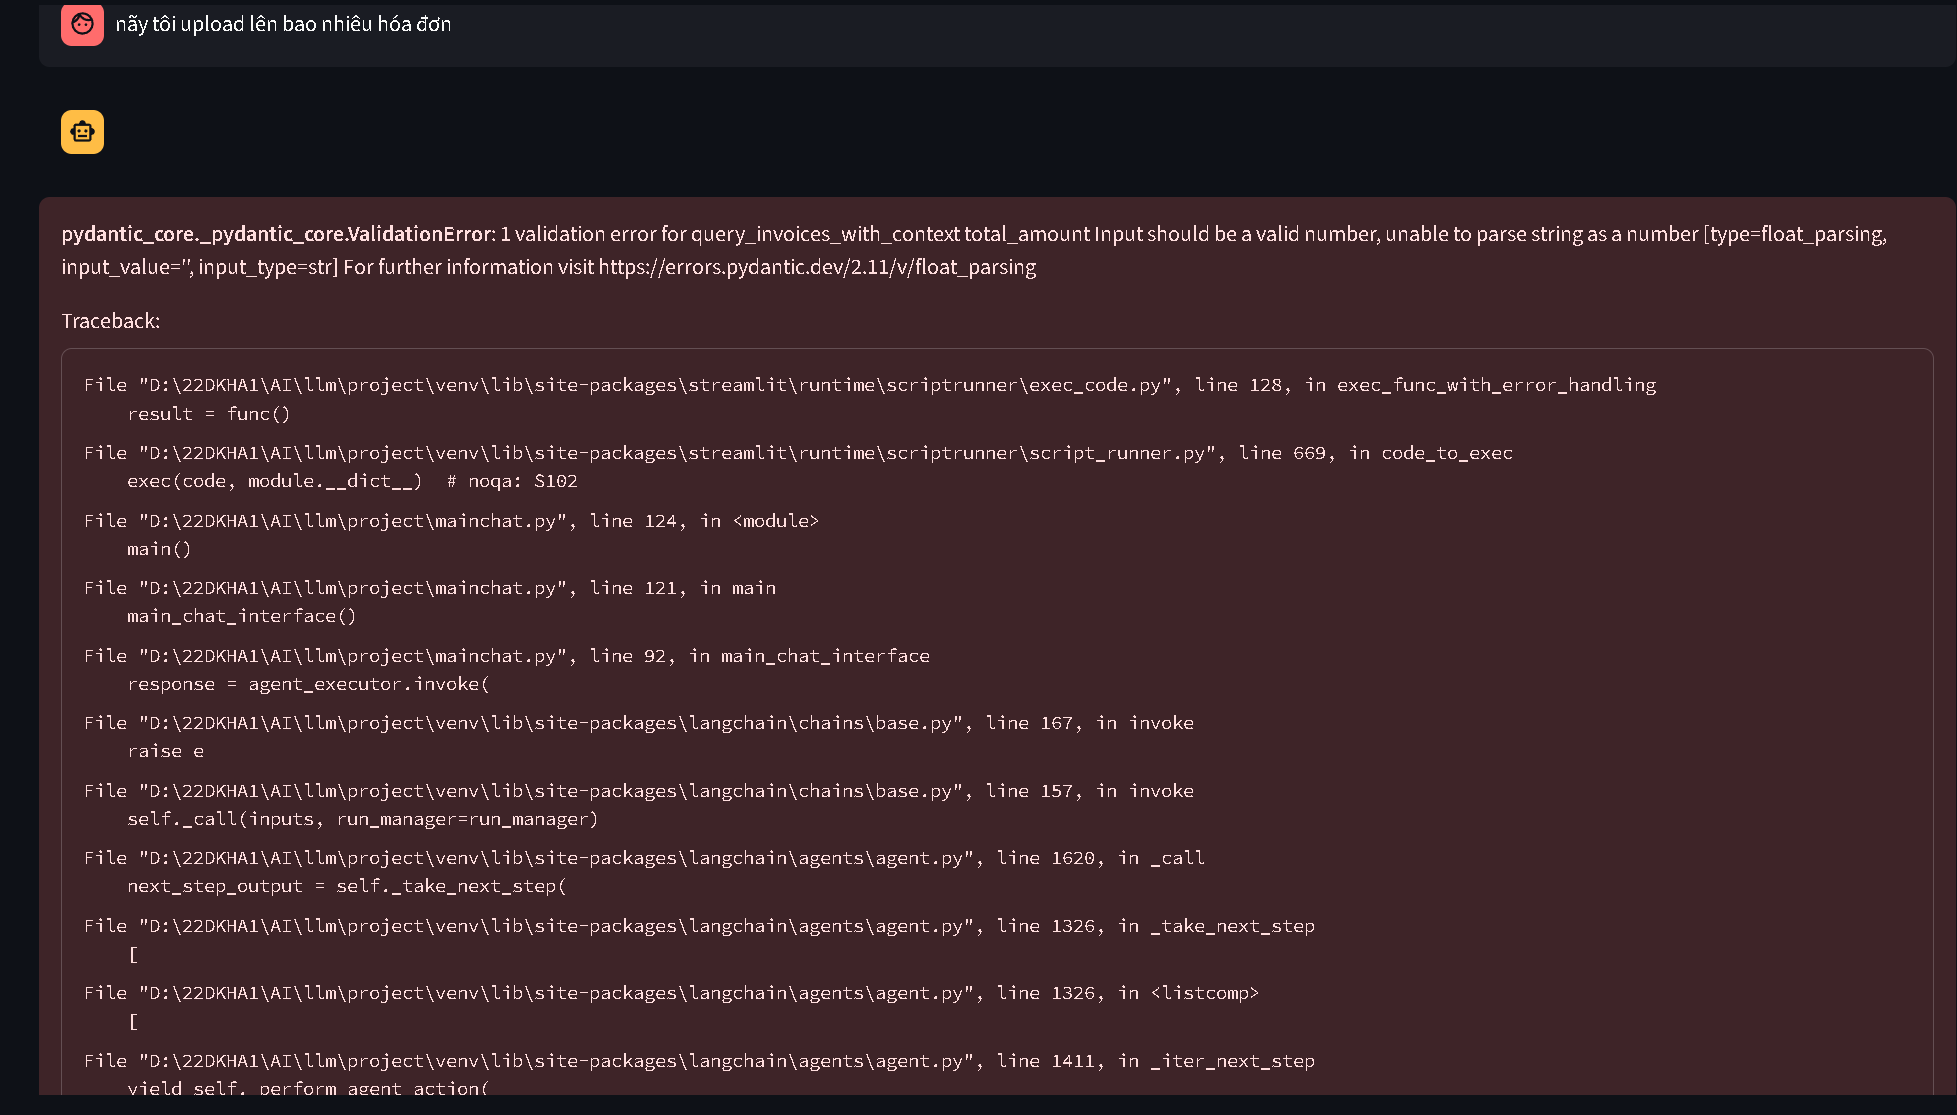 nãy tôi upload lên bao nhiêu hóa đơn
pydantic_core._pydantic_core.ValidationError: 1 validation error for query_invoices_with_context total_amount Input should be a valid number, unable to parse string as a number [type=float_parsing,
input_value='', input_type=str] For further information visit https://errors.pydantic.dev/2.11/v/float_parsing
Traceback:
File "D:\22DKHA1\AI\llm\project\venv\lib\site-packages\streamlit\runtime\scriptrunner\exec_code.py", line 128, in exec_func_with_error_handling
result = func()
File "D:\22DKHA1\AI\llm\project\venv\lib\site-packages\streamlit\runtime\scriptrunner\script_runner.py", line 669, in code_to_exec
exec(code, module.__dict__)  # noqa: S102
File "D:\22DKHA1\AI\llm\project\mainchat.py", line 124, in <module>
main()
File "D:\22DKHA1\AI\llm\project\mainchat.py", line 121, in main
main_chat_interface()
File "D:\22DKHA1\AI\llm\project\mainchat.py", line 92, in main_chat_interface
response = agent_executor.invoke(
File "D:\22DKHA1\AI\llm\project\venv\lib\site-packages\langchain\chains\base.py", line 167, in invoke
raise e
File "D:\22DKHA1\AI\llm\project\venv\lib\site-packages\langchain\chains\base.py", line 157, in invoke
self._call(inputs, run_manager=run_manager)
File "D:\22DKHA1\AI\llm\project\venv\lib\site-packages\langchain\agents\agent.py", line 1620, in _call
next_step_output = self._take_next_step(
File "D:\22DKHA1\AI\llm\project\venv\lib\site-packages\langchain\agents\agent.py", line 1326, in _take_next_step
[
File "D:\22DKHA1\AI\llm\project\venv\lib\site-packages\langchain\agents\agent.py", line 1326, in <listcomp>
[
File "D:\22DKHA1\AI\llm\project\venv\lib\site-packages\langchain\agents\agent.py", line 1411, in _iter_next_step
yield self._perform_agent_action(